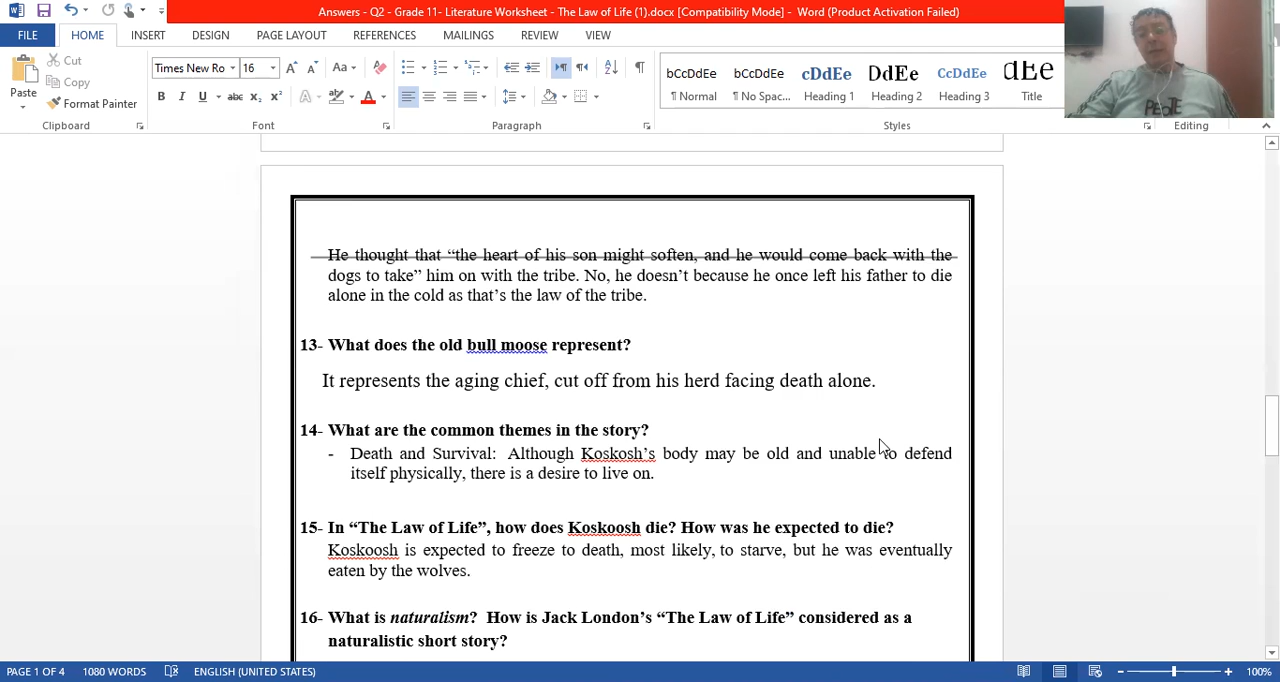 Answers - Q2 - Grade 11- Literature Worksheet - The Law of Life (1).docx [Compatibility Mode] - Word (Product Activation Failed)
FILE HOME INSERT DESIGN PAGE LAYOUT REFERENCES MAILINGS REVIEW VIEW
Paste
Cut
Copy
Format Painter
Clipboard
Times New Ro 16
Font
Paragraph
bCcDdEe bCcDdEe cDdEe DdEe CcDdEe dEe
¶ Normal ¶ No Spac... Heading 1 Heading 2 Heading 3 Title
Styles
Editing
He thought that “the heart of his son might soften, and he would come back with the
dogs to take” him on with the tribe. No, he doesn’t because he once left his father to die
alone in the cold as that’s the law of the tribe.
13- What does the old bull moose represent?
It represents the aging chief, cut off from his herd facing death alone.
14- What are the common themes in the story?
- Death and Survival: Although Koskosh’s body may be old and unable to defend
itself physically, there is a desire to live on.
15- In “The Law of Life”, how does Koskoosh die? How was he expected to die?
Koskoosh is expected to freeze to death, most likely, to starve, but he was eventually
eaten by the wolves.
16- What is naturalism? How is Jack London’s “The Law of Life” considered as a
naturalistic short story?
PAGE 1 OF 4 1080 WORDS ENGLISH (UNITED STATES) 100%